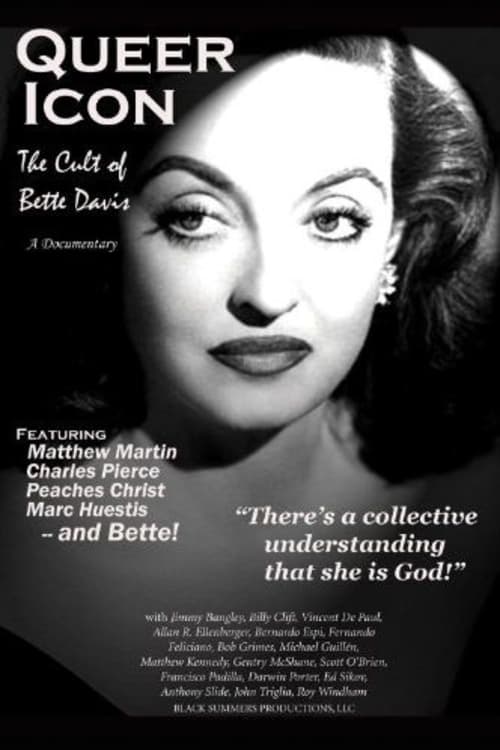 QUEER
ICON
The Cult of
Bette Davis
A Documentary
FEATURING
Matthew Martin
Charles Pierce
Peaches Christ
Marc Huestis
-- and Bette!
“There’s a collective
understanding
that she is God!”
with Jimmy Bangley, Billy Clift, Vincent De Paul,
Allan R. Ellenberger, Bernardo Espi, Fernando
Feliciano, Bob Grimes, Michael Guillén,
Matthew Kennedy, Gentry McShane, Scott O'Brien,
Francisco Padilla, Darwin Porter, Ed Sikov,
Anthony Slide, John Triglia, Roy Windham
BLACK SUMMERS PRODUCTIONS, LLC